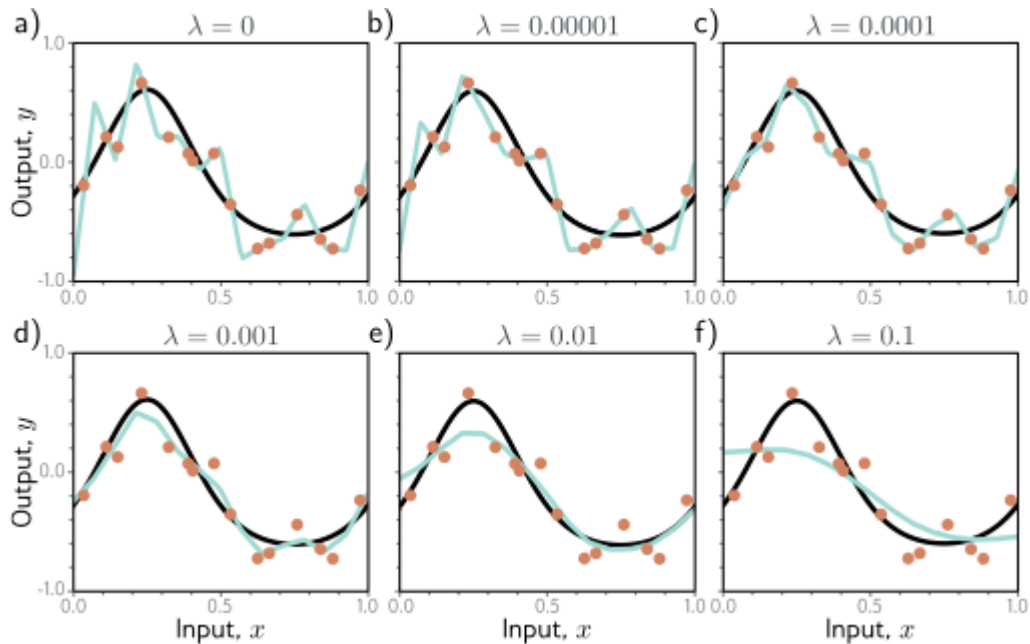 a) λ = 0
b) λ = 0.00001
c) λ = 0.0001
1.0
0.0
-1.0
Output, y
0.0 0.5 1.0
0.0 0.5 1.0
0.0 0.5 1.0
d) λ = 0.001
e) λ = 0.01
f) λ = 0.1
1.0
0.0
-1.0
Output, y
0.0 0.5 1.0
0.0 0.5 1.0
0.0 0.5 1.0
Input, x
Input, x
Input, x